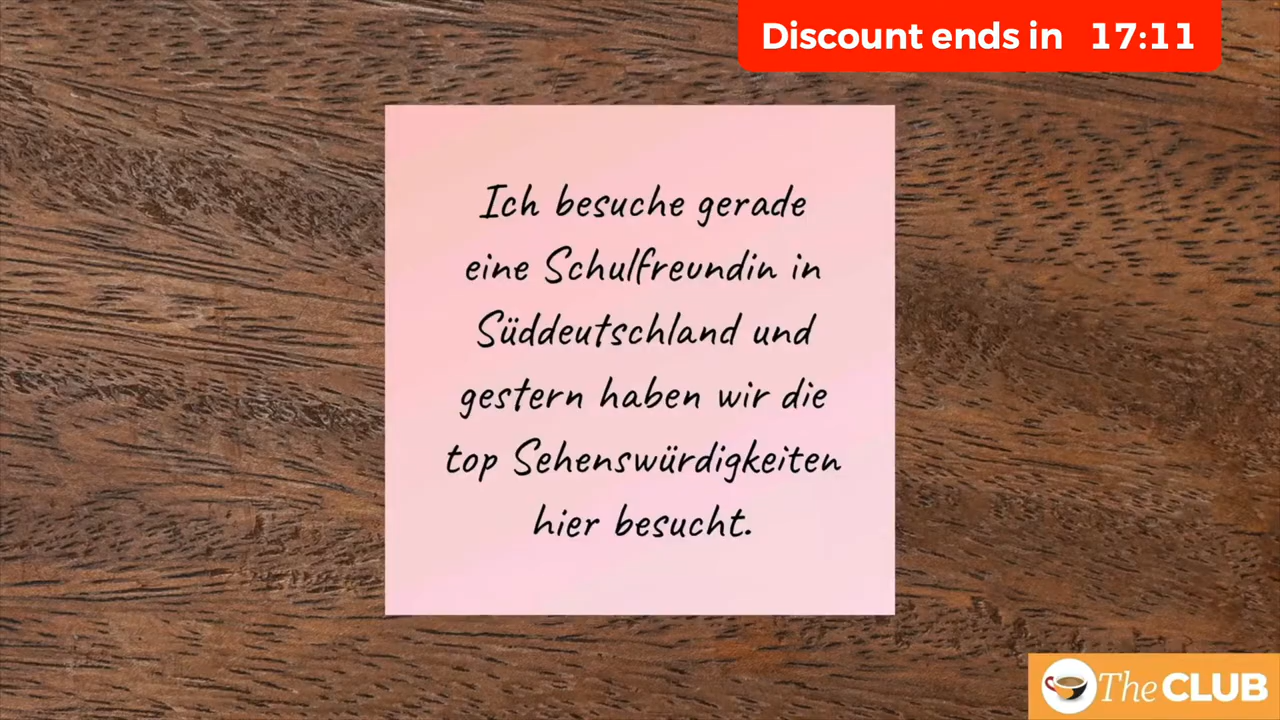 Discount ends in 17:11
Ich besuche gerade
eine Schulfreundin in
Süddeutschland und
gestern haben wir die
top Sehenswürdigkeiten
hier besucht.
The CLUB